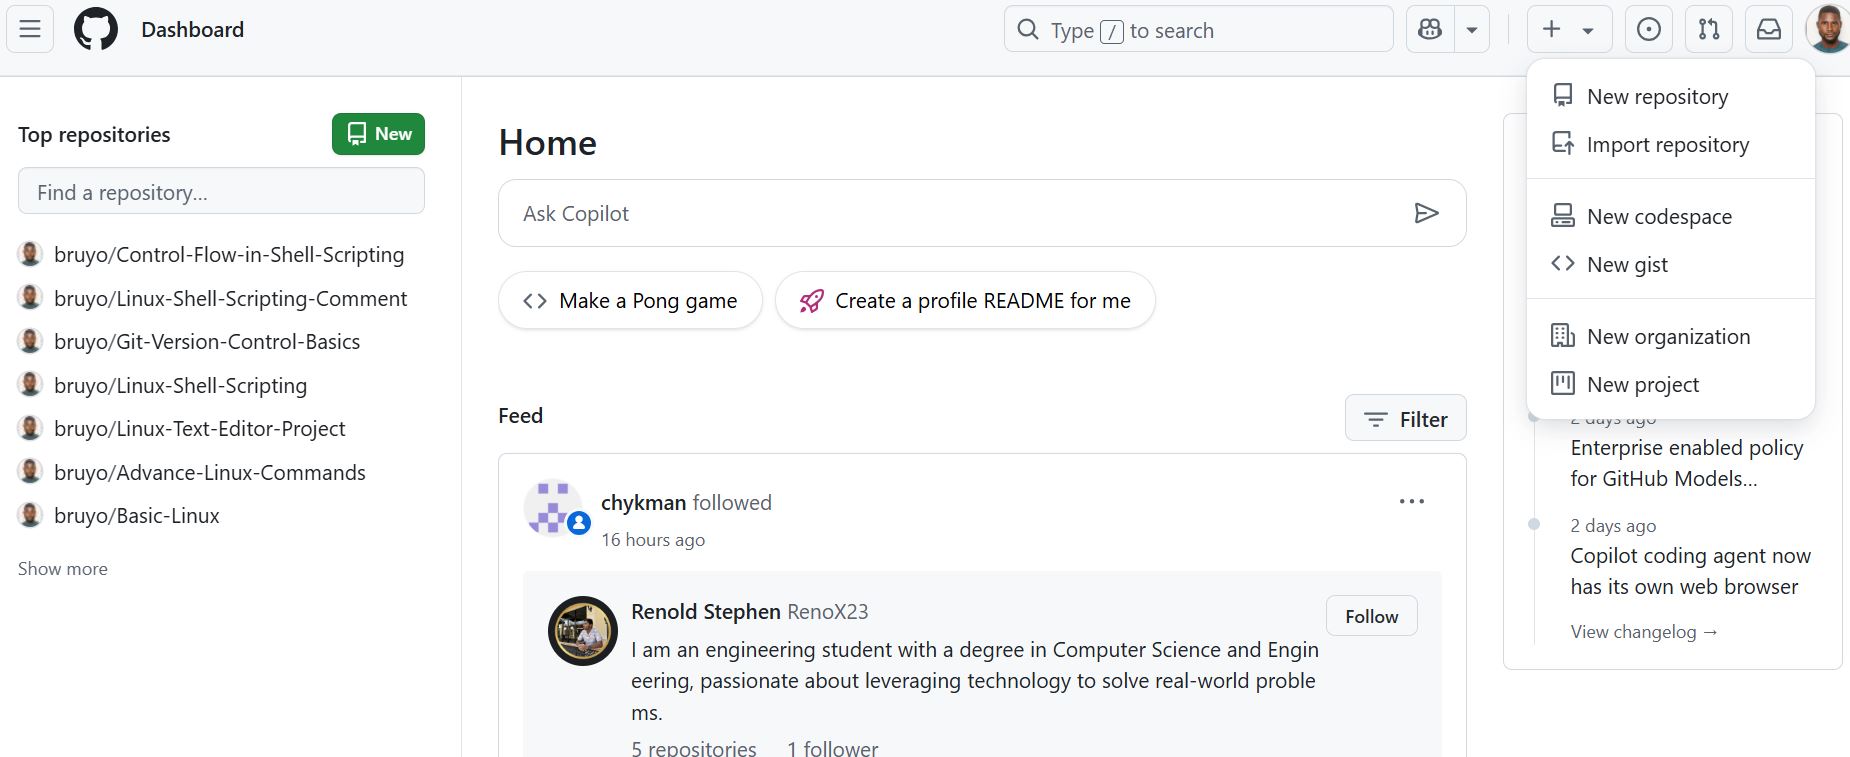 Dashboard
Type / to search
New repository
Import repository
New codespace
New gist
New organization
New project
Top repositories
New
Find a repository...
bruyo/Control-Flow-in-Shell-Scripting
bruyo/Linux-Shell-Scripting-Comment
bruyo/Git-Version-Control-Basics
bruyo/Linux-Shell-Scripting
bruyo/Linux-Text-Editor-Project
bruyo/Advance-Linux-Commands
bruyo/Basic-Linux
Show more
Home
Ask Copilot
Make a Pong game
Create a profile README for me
Feed
Filter
chykman followed
16 hours ago
Renold Stephen RenoX23
Follow
I am an engineering student with a degree in Computer Science and Engin
eering, passionate about leveraging technology to solve real-world proble
ms.
5 repositories 1 follower
2 days ago
Enterprise enabled policy
for GitHub Models...
2 days ago
Copilot coding agent now
has its own web browser
View changelog →